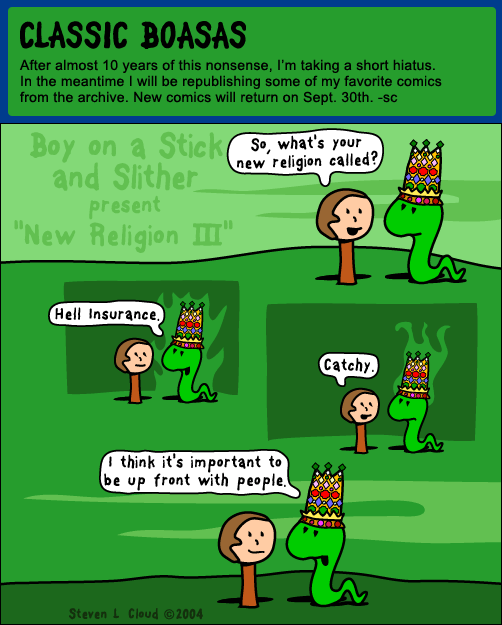 CLASSIC BOASAS
After almost 10 years of this nonsense, I'm taking a short hiatus.
In the meantime I will be republishing some of my favorite comics
from the archive. New comics will return on Sept. 30th. -sc
Boy on a Stick
and Slither
present
"New Religion III"
So, what's your
new religion called?
Hell Insurance.
Catchy.
I think it's important to
be up front with people.
Steven L Cloud ©2004